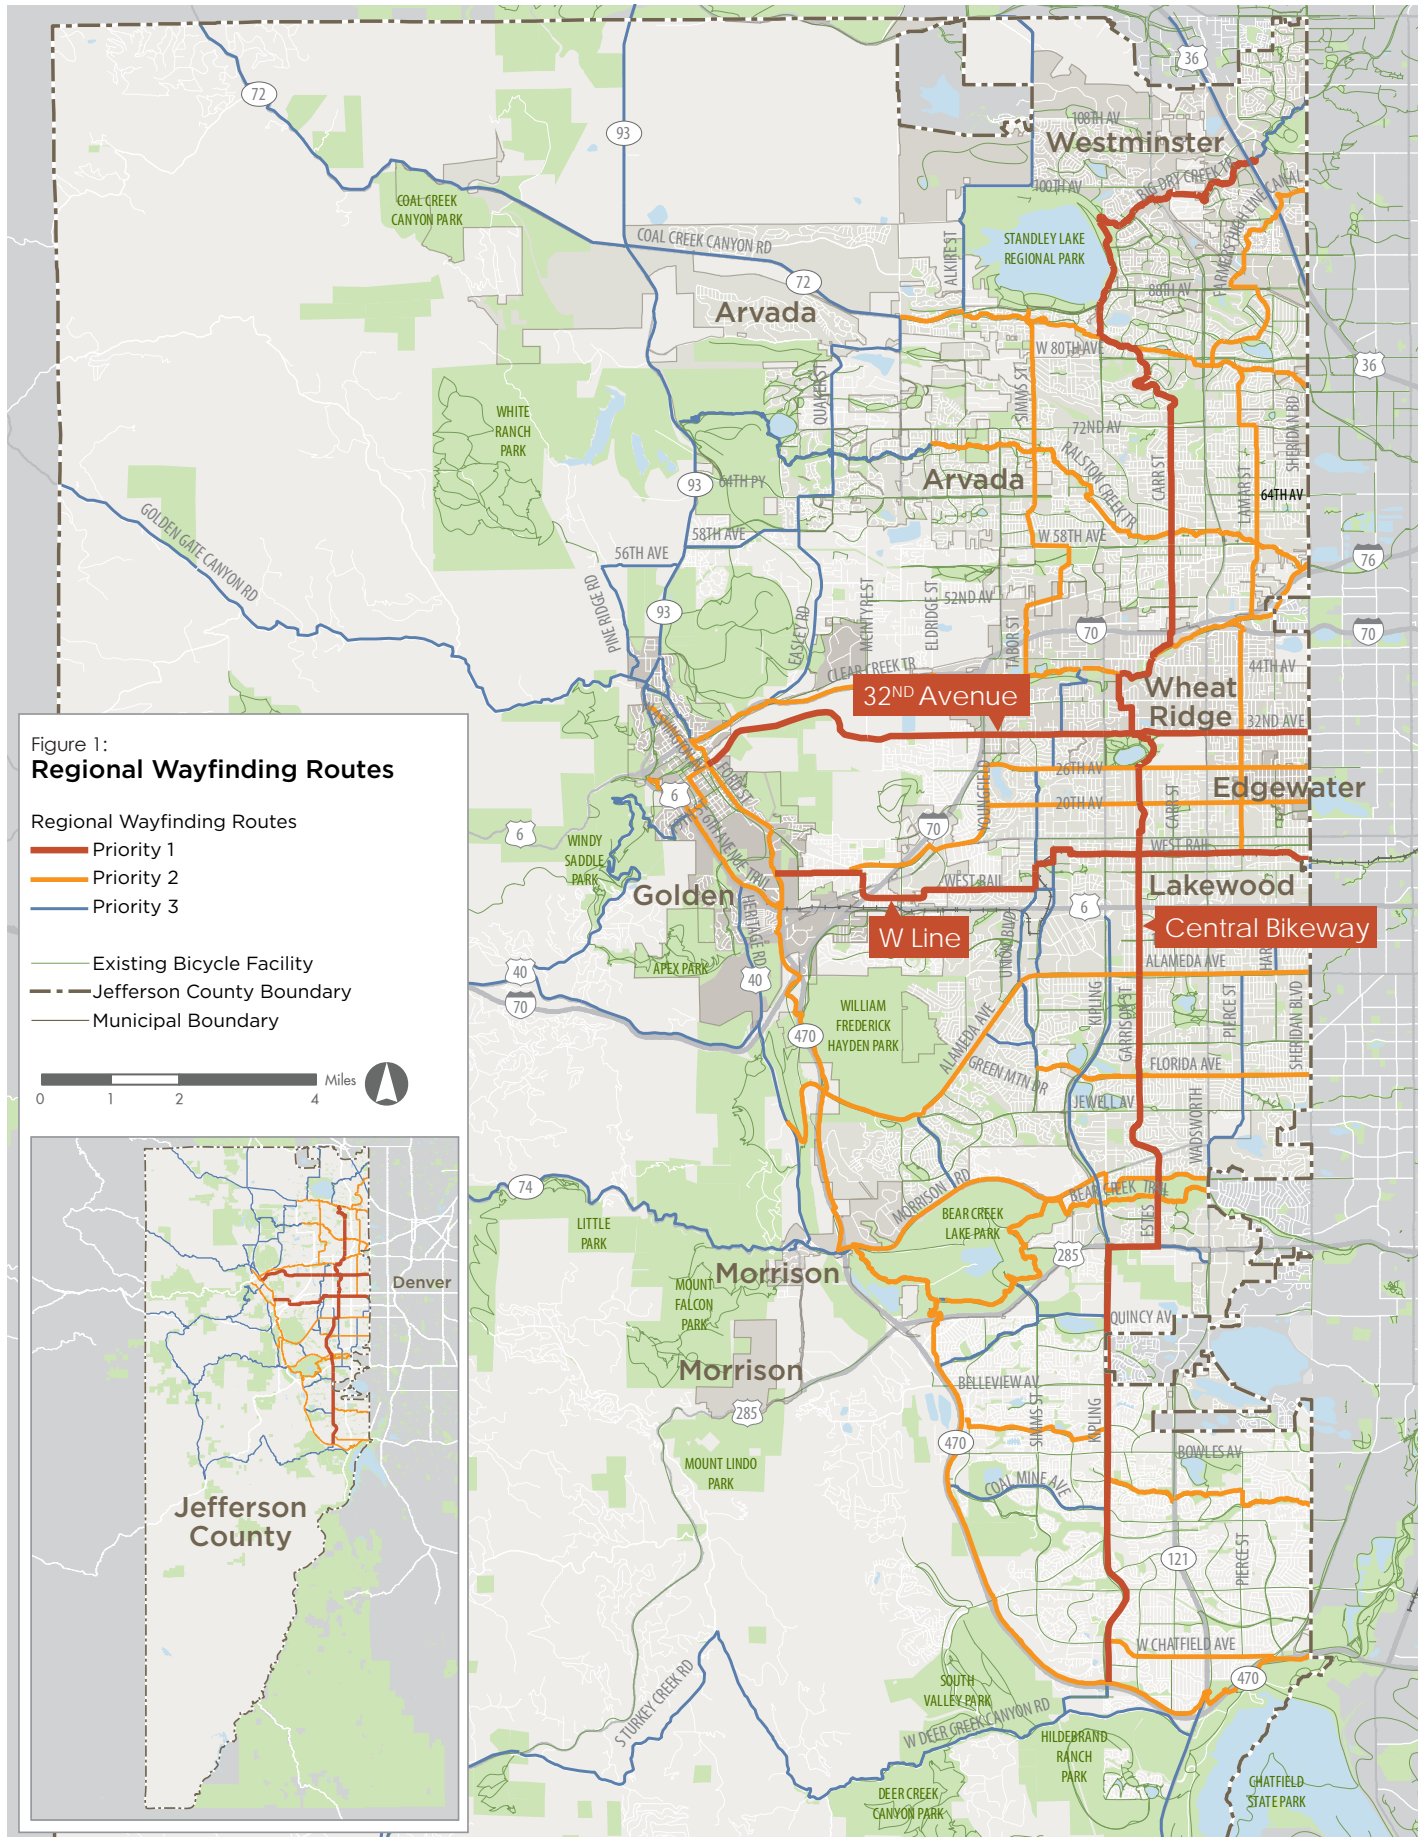 36
72
108TH AV
93
Westminster
BIG DRY CREEK TR
100TH AV
FARMERS HIGH LINE CANAL
COAL CREEK
CANYON PARK
COAL CREEK CANYON RD
ALKIRE ST
STANDLEY LAKE
REGIONAL PARK
72
88TH AV
Arvada
W 80TH AVE
36
QUAKER ST
SIMMS ST
WHITE
RANCH
PARK
72ND AV
SHERIDAN BD
RALSTON CREEK TR
CARR ST
LAMAR ST
93
64TH PY
Arvada
64TH AV
GOLDEN GATE CANYON RD
58TH AVE
W 58TH AVE
56TH AVE
76
PINE RIDGE RD
93
EASLEY RD
MCINTYRE ST
ELDRIDGE ST
52ND AV
TABOR ST
70
70
CLEAR CREEK TR
44TH AV
32ND Avenue
Wheat
Ridge
32ND AVE
WASHINGTON AV
FORD ST
26TH AV
Edgewater
YOUNGFIELD
6
20TH AV
CARR ST
6
6TH AVENUE TRAIL
70
WINDY
SADDLE
PARK
WEST RAIL
WEST RAIL
Golden
Lakewood
HERITAGE RD
6
W Line
Central Bikeway
UNION BLVD
HAR
ALAMEDA AVE
40
APEX PARK
40
70
WILLIAM
FREDERICK
HAYDEN PARK
KIPLING
GARRISON ST
PIERCE ST
SHERIDAN BLVD
470
ALAMEDA AVE
GREEN MTN DR
FLORIDA AVE
JEWELL AV
WADSWORTH
74
MORRISON RD
BEAR CREEK TRAIL
ESTES
LITTLE
PARK
BEAR CREEK
LAKE PARK
285
Morrison
MOUNT
FALCON
PARK
QUINCY AV
Morrison
BELLEVIEW AV
285
SIMMS ST
KIPLING
470
BOWLES AV
MOUNT LINDO
PARK
COAL MINE AVE
121
PIERCE ST
W CHATFIELD AVE
SOUTH
VALLEY PARK
470
S TURKEY CREEK RD
W DEER CREEK CANYON RD
HILDEBRAND
RANCH
PARK
DEER CREEK
CANYON PARK
CHATFIELD
STATE PARK
Figure 1:
Regional Wayfinding Routes
Regional Wayfinding Routes
Priority 1
Priority 2
Priority 3
Existing Bicycle Facility
Jefferson County Boundary
Municipal Boundary
Miles
0 1 2 4
Denver
Jefferson
County